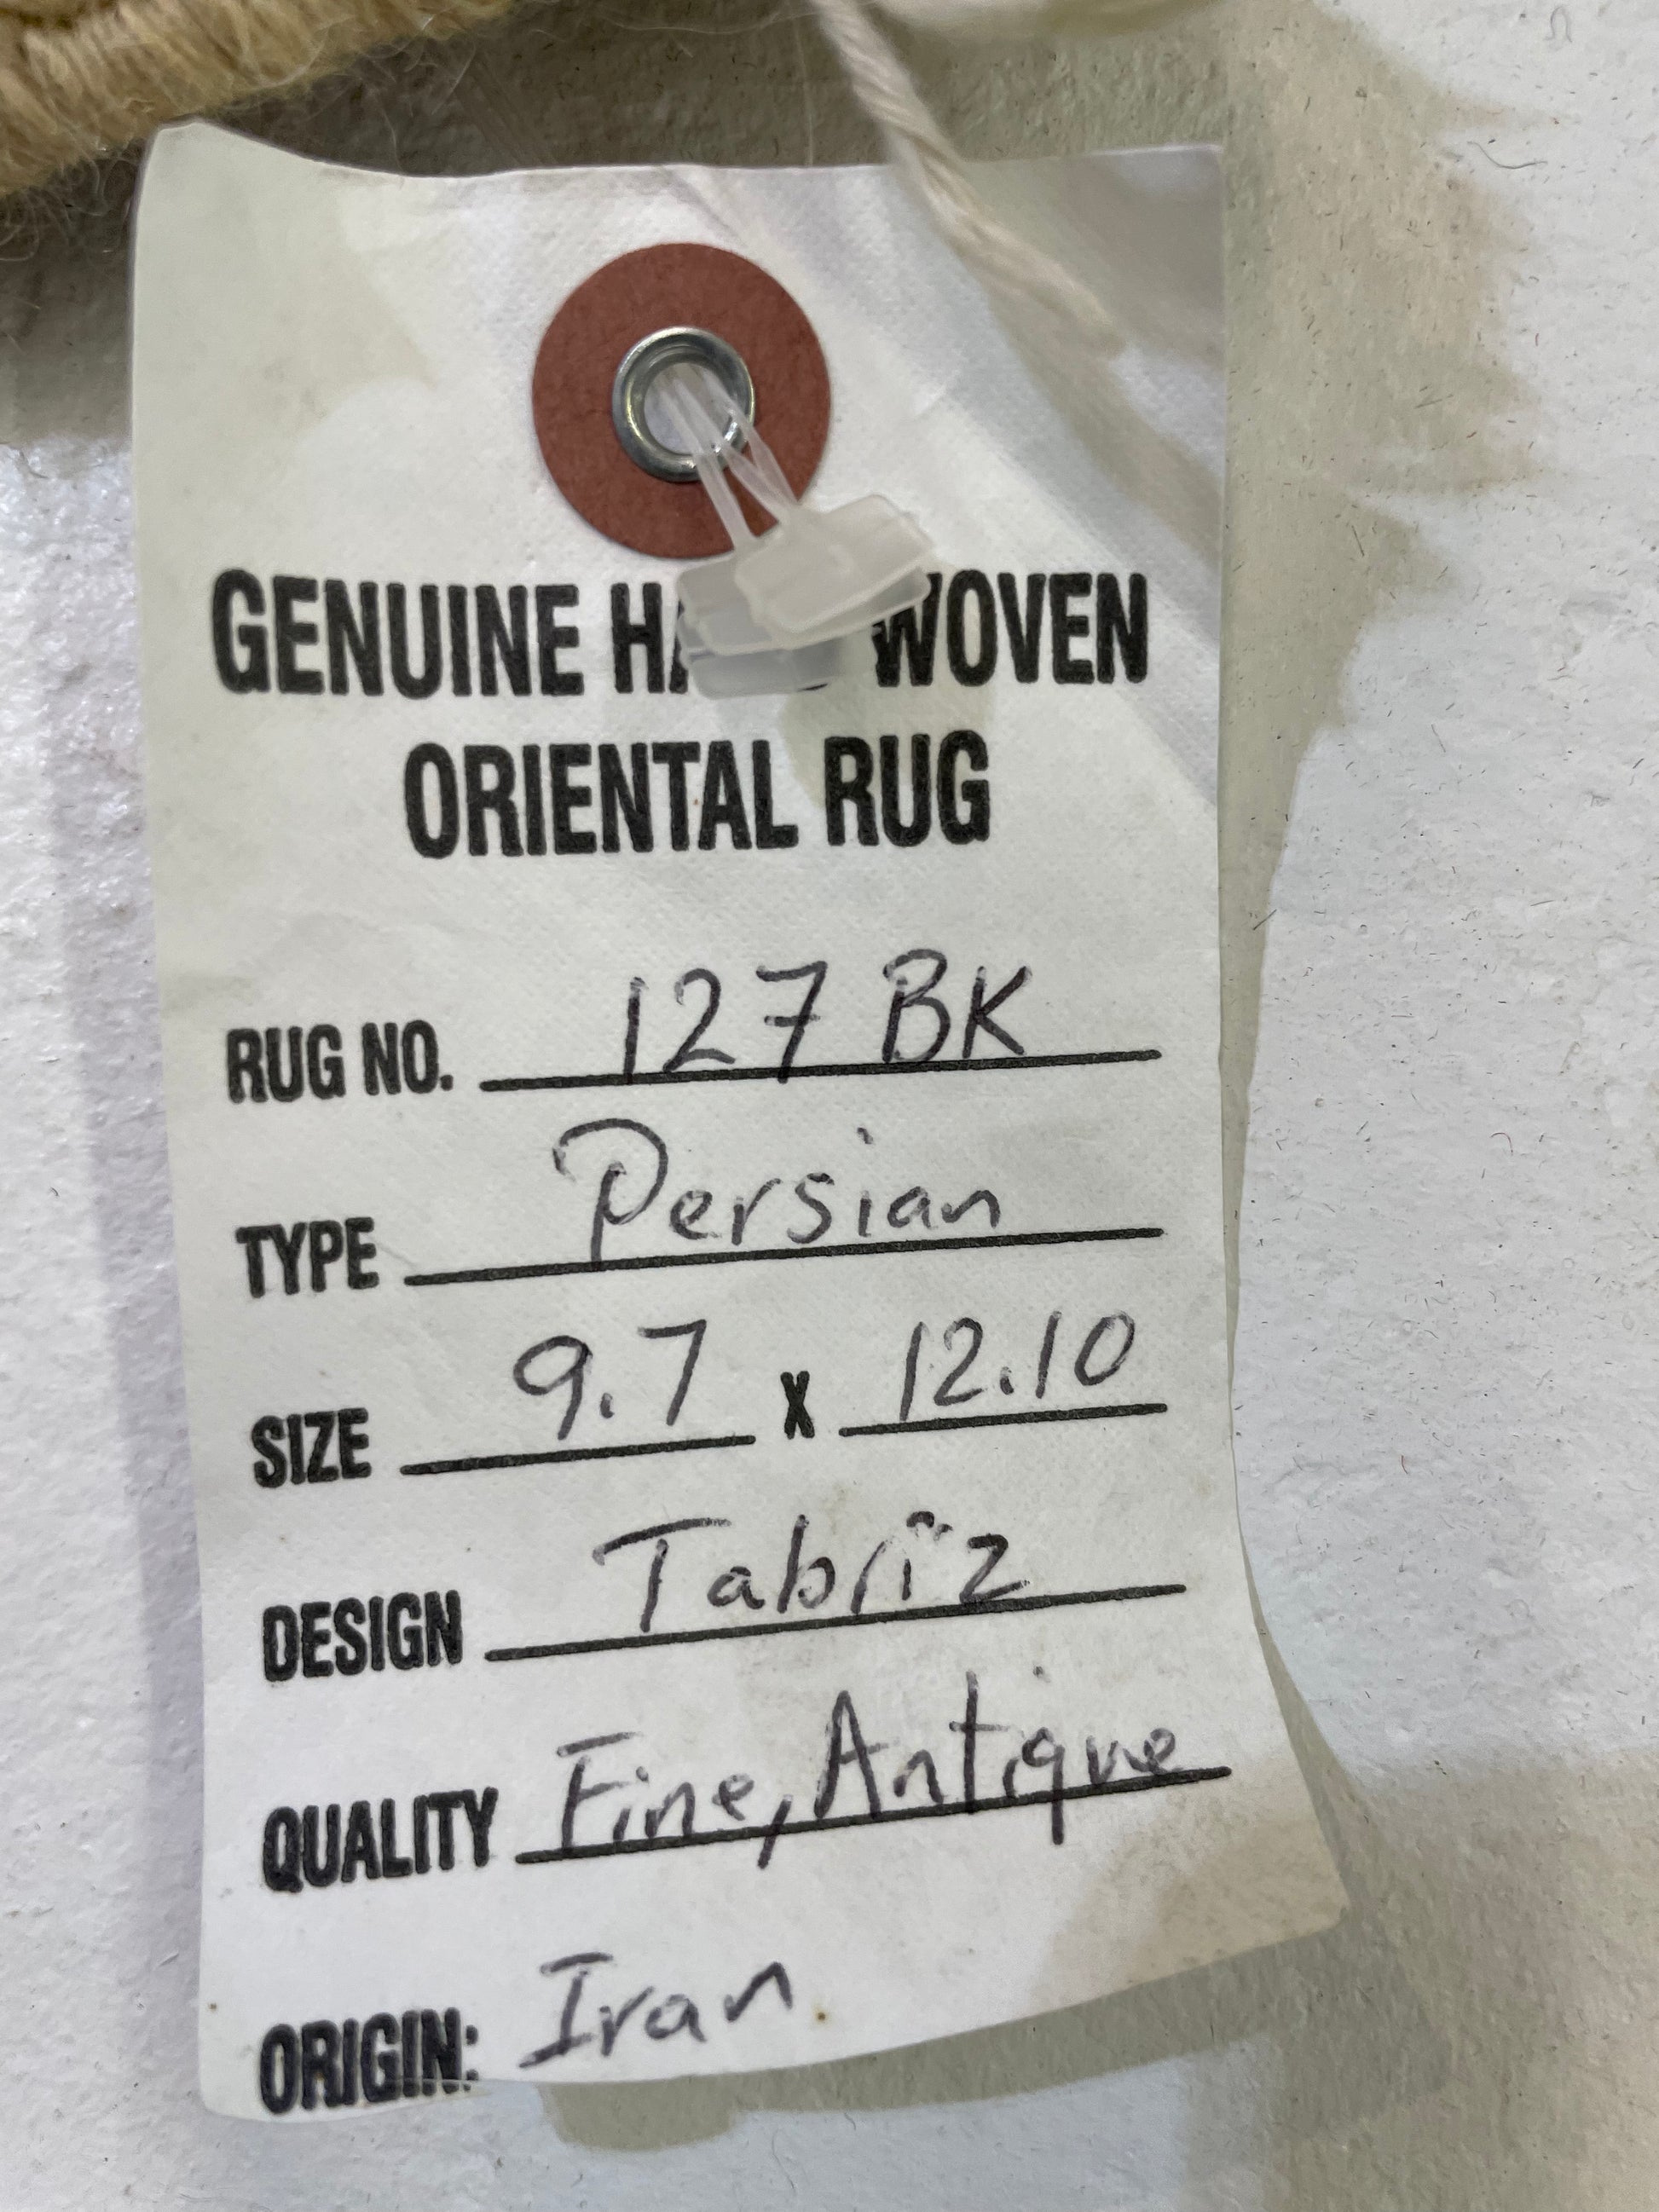 GENUINE HAND WOVEN
ORIENTAL RUG
RUG NO. 127 BK
TYPE Persian
SIZE 9.7 X 12.10
DESIGN Tabriz
QUALITY Fine, Antique
ORIGIN: Iran